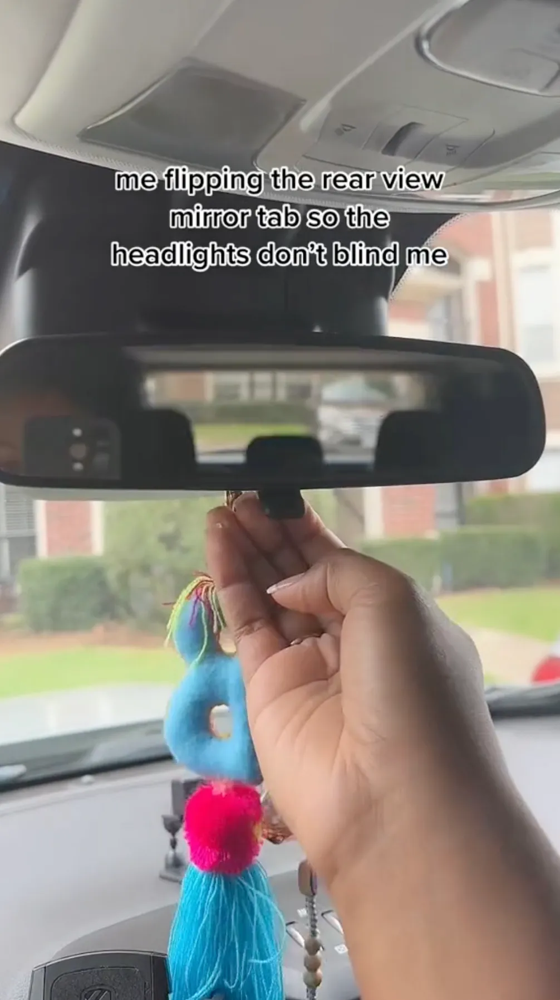 me flipping the rear view
mirror tab so the
headlights don't blind me